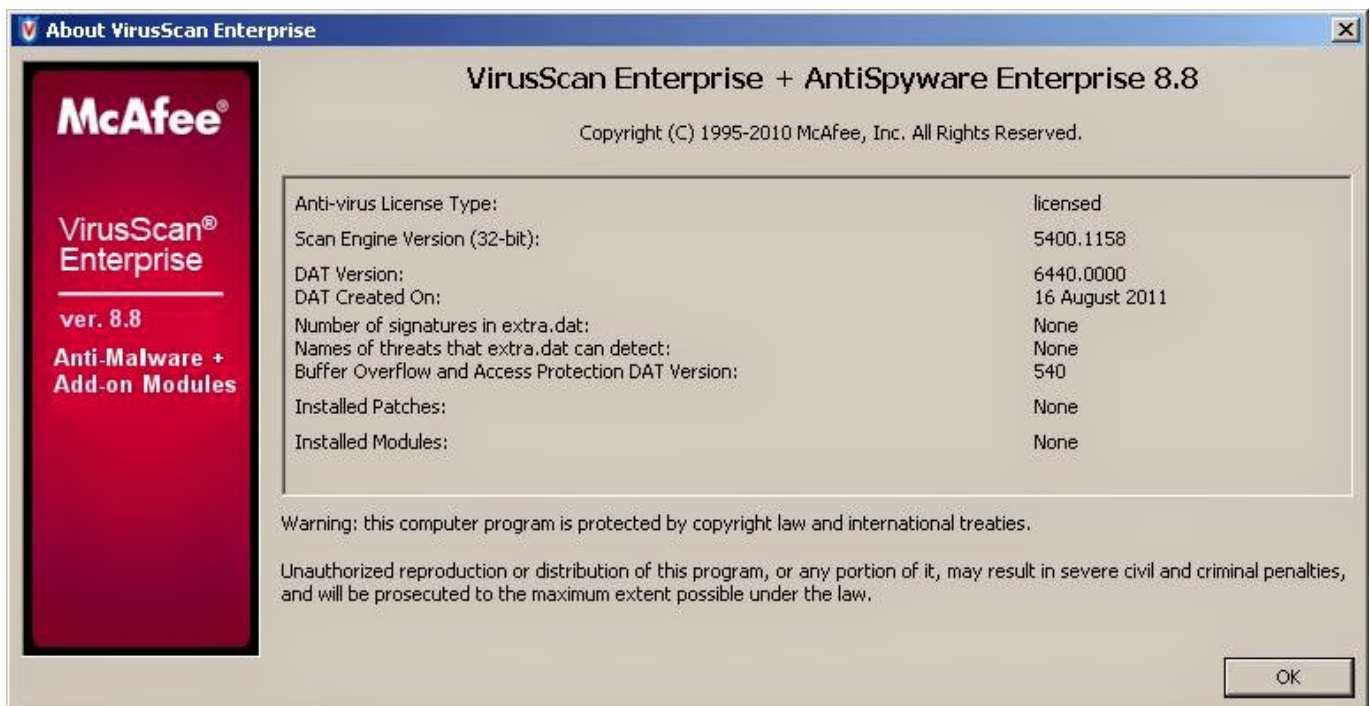 About VirusScan Enterprise
McAfee®
VirusScan®
Enterprise
ver. 8.8
Anti-Malware +
Add-on Modules
VirusScan Enterprise + AntiSpyware Enterprise 8.8
Copyright (C) 1995-2010 McAfee, Inc. All Rights Reserved.
Anti-virus License Type: licensed
Scan Engine Version (32-bit): 5400.1158
DAT Version: 6440.0000
DAT Created On: 16 August 2011
Number of signatures in extra.dat: None
Names of threats that extra.dat can detect: None
Buffer Overflow and Access Protection DAT Version: 540
Installed Patches: None
Installed Modules: None
Warning: this computer program is protected by copyright law and international treaties.
Unauthorized reproduction or distribution of this program, or any portion of it, may result in severe civil and criminal penalties,
and will be prosecuted to the maximum extent possible under the law.
OK